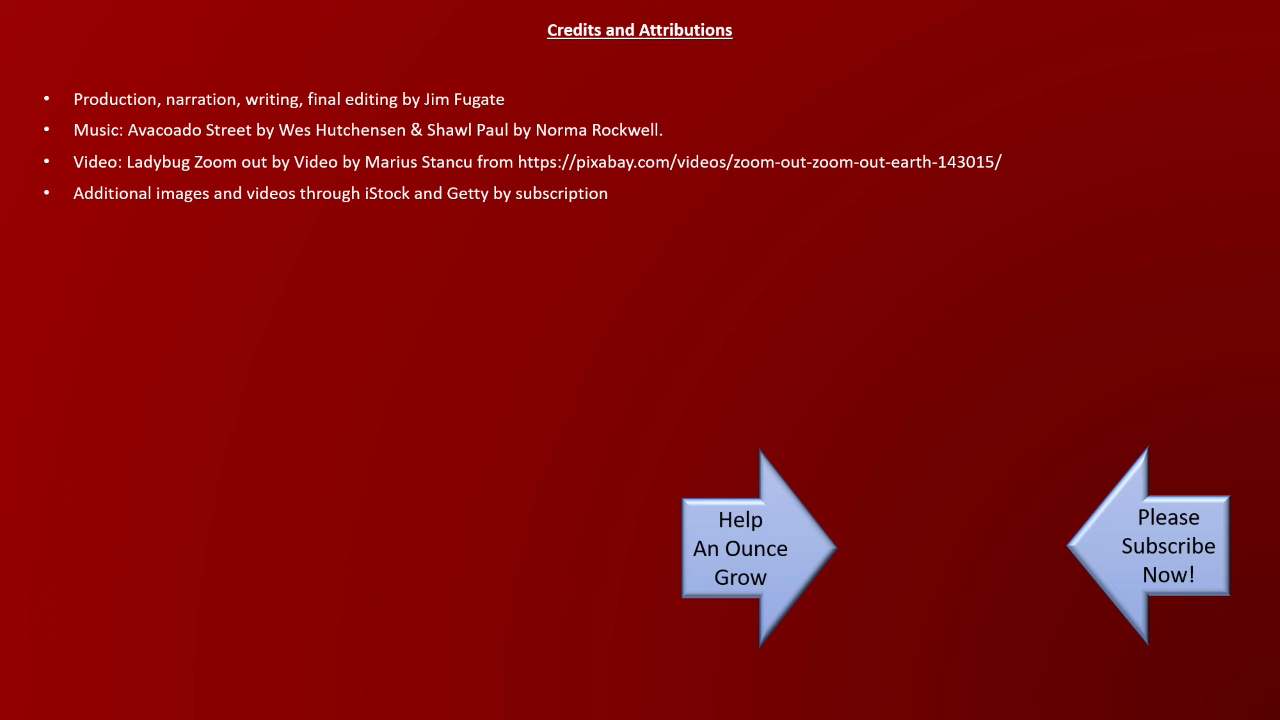 Credits and Attributions
• Production, narration, writing, final editing by Jim Fugate
• Music: Avacoado Street by Wes Hutchensen & Shawl Paul by Norma Rockwell.
• Video: Ladybug Zoom out by Video by Marius Stancu from https://pixabay.com/videos/zoom-out-zoom-out-earth-143015/
• Additional images and videos through iStock and Getty by subscription
Help
An Ounce
Grow
Please
Subscribe
Now!